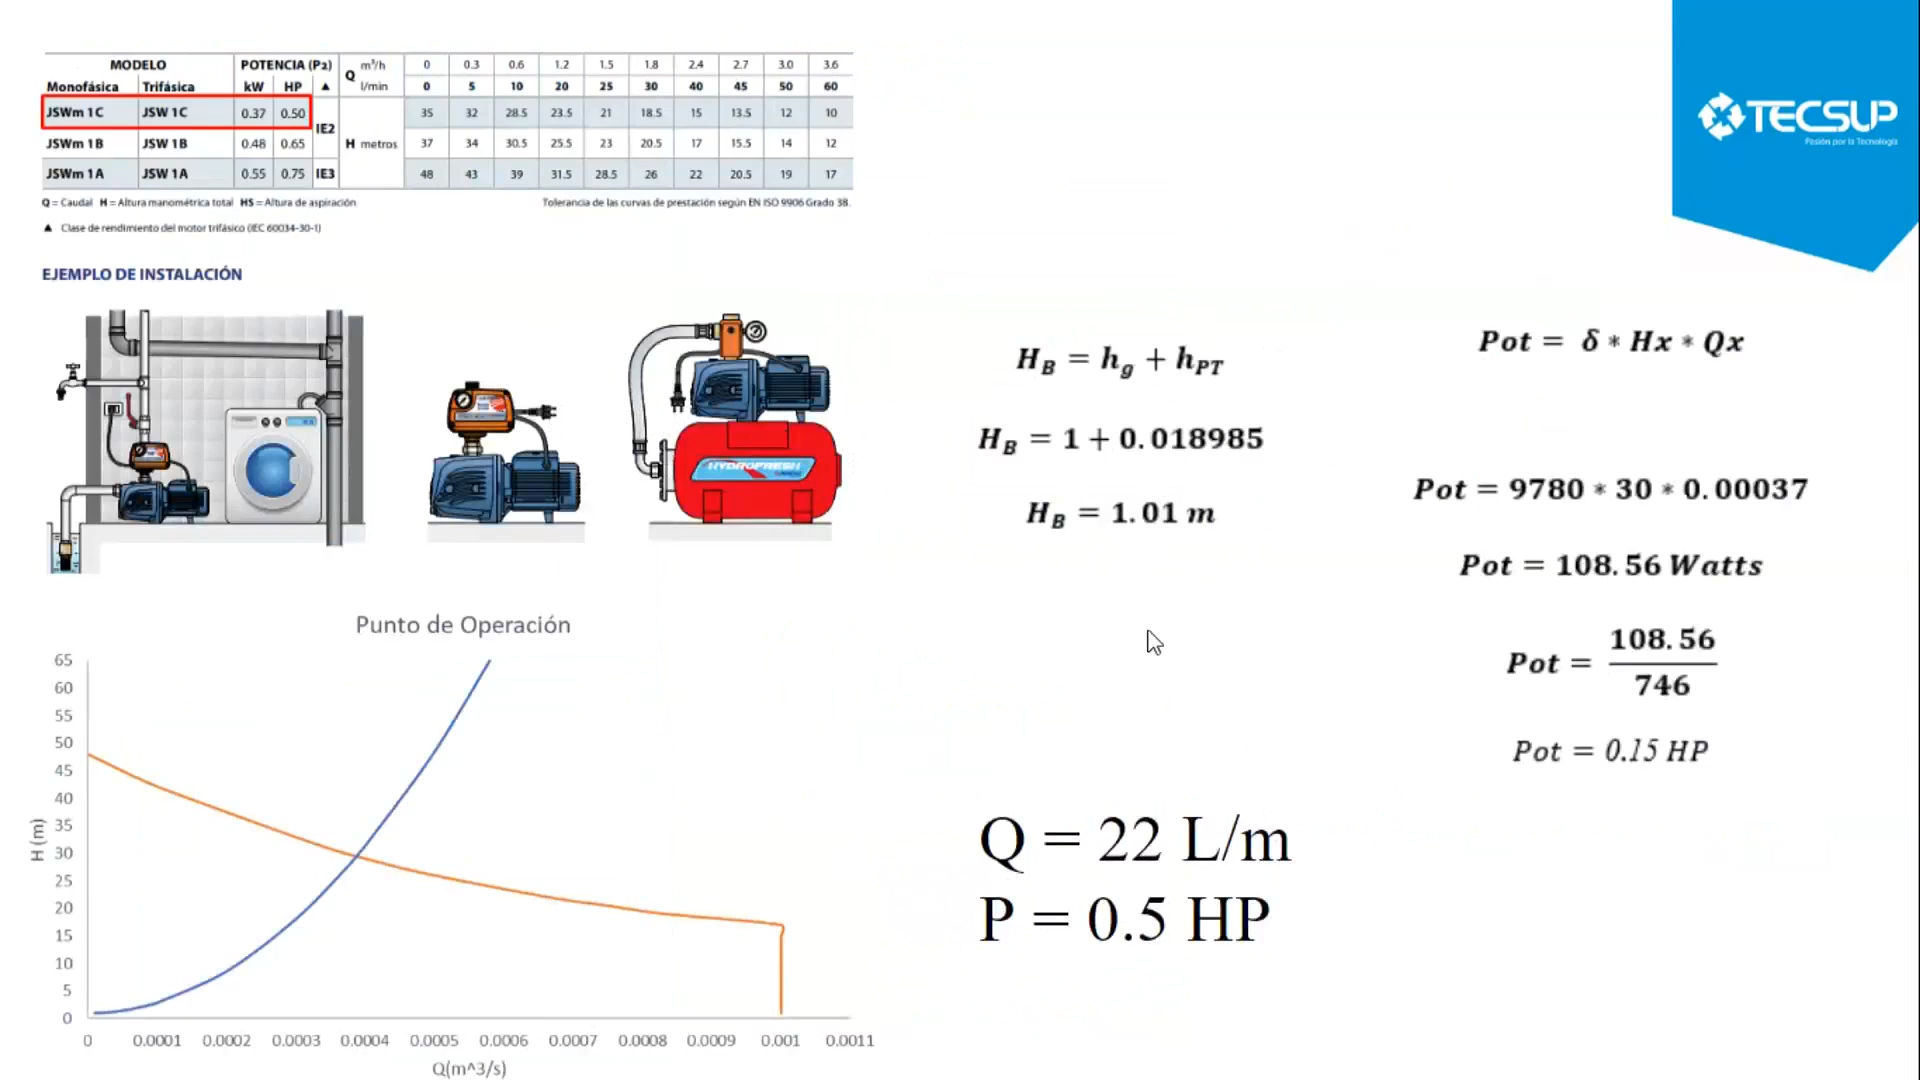 MODELO POTENCIA (P2) Q m³/h 0 0.3 0.6 1.2 1.5 1.8 2.4 2.7 3.0 3.6
Monofásica Trifásica kW HP ▲ l/min 0 5 10 20 25 30 40 45 50 60
JSWm 1C JSW 1C 0.37 0.50 IE2 H metros 35 32 28.5 23.5 21 18.5 15 13.5 12 10
JSWm 1B JSW 1B 0.48 0.65 37 34 30.5 25.5 23 20.5 17 15.5 14 12
JSWm 1A JSW 1A 0.55 0.75 IE3 48 43 39 31.5 28.5 26 22 20.5 19 17
Q = Caudal H = Altura manométrica total HS = Altura de aspiración Tolerancia de las curvas de prestación según EN ISO 9906 Grado 3B.
▲ Clase de rendimiento del motor trifásico (IEC 60034-30-1)
TECSUP
Pasión por la Tecnología
EJEMPLO DE INSTALACIÓN
HYDROFRESH
H_B = h_g + h_PT
H_B = 1 + 0.018985
H_B = 1.01 m
Pot = δ * Hx * Qx
Pot = 9780 * 30 * 0.00037
Pot = 108.56 Watts
Pot = 108.56 / 746
Pot = 0.15 HP
Q = 22 L/m
P = 0.5 HP
Punto de Operación
65
60
55
50
45
40
35
30
25
20
15
10
5
0
H (m)
0 0.0001 0.0002 0.0003 0.0004 0.0005 0.0006 0.0007 0.0008 0.0009 0.001 0.0011
Q(m^3/s)